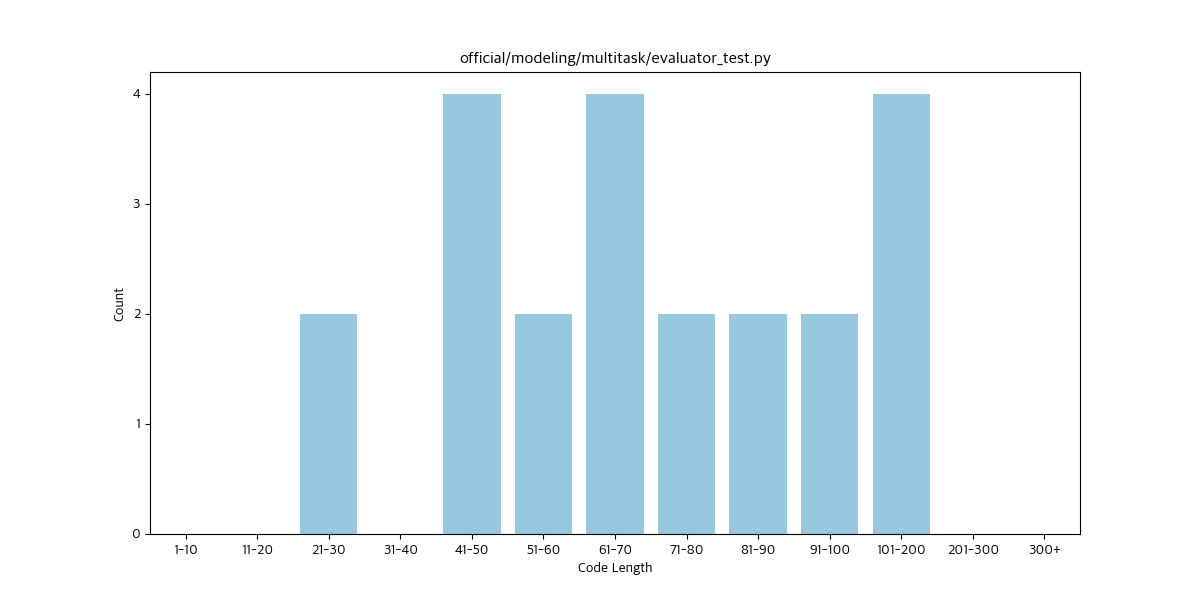 official/modeling/multitask/evaluator_test.py
4
3
2
1
0
Count
1-10 11-20 21-30 31-40 41-50 51-60 61-70 71-80 81-90 91-100 101-200 201-300 300+
Code Length